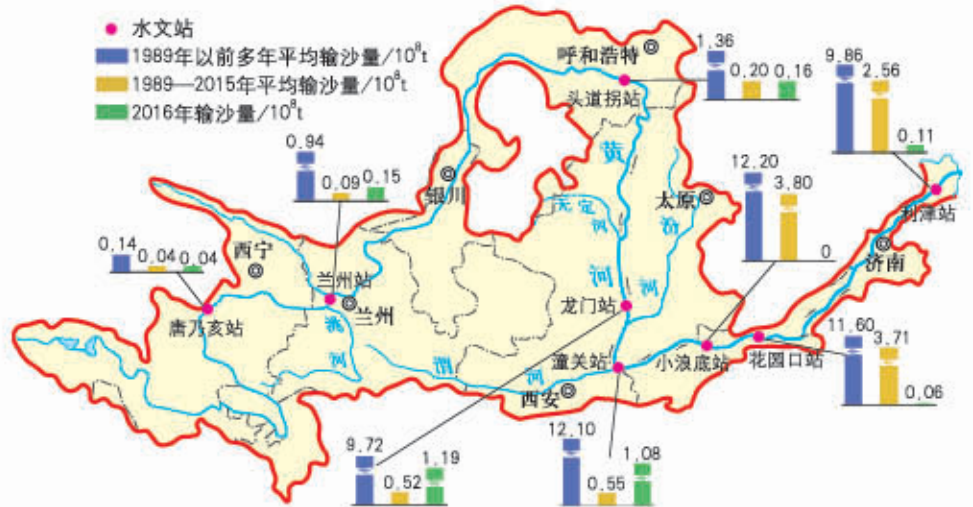 水文站
1989年以前多年平均输沙量/10⁸t
1989—2015年平均输沙量/10⁸t
2016年输沙量/10⁸t
呼和浩特
头道拐站
1.36
0.20
0.16
9.86
2.56
0.11
0.94
0.09
0.15
银川
黄
无定
河
汾
太原
12.20
3.80
0
利津站
济南
0.14
0.04
0.04
西宁
兰州站
兰州
唐乃亥站
洮
河
渭
河
河
龙门站
河
潼关站
小浪底站
花园口站
西安
11.60
3.71
0.06
9.72
0.52
1.19
12.10
0.55
1.08